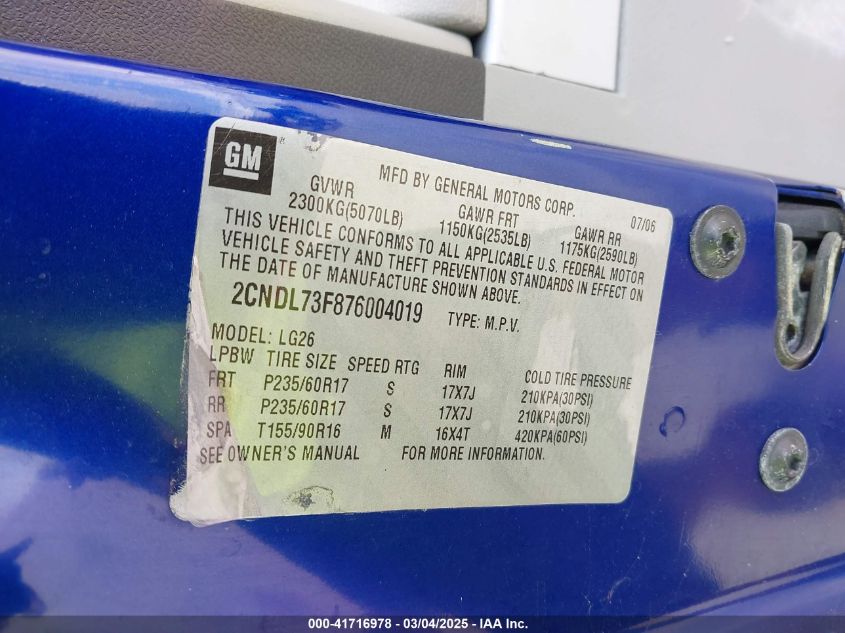 GM
MFD BY GENERAL MOTORS CORP. 07/06
GVWR GAWR FRT GAWR RR
2300KG(5070LB) 1150KG(2535LB) 1175KG(2590LB)
THIS VEHICLE CONFORMS TO ALL APPLICABLE U.S. FEDERAL MOTOR
VEHICLE SAFETY AND THEFT PREVENTION STANDARDS IN EFFECT ON
THE DATE OF MANUFACTURE SHOWN ABOVE.
2CNDL73F876004019 TYPE: M.P.V.
MODEL: LG26
LPBW TIRE SIZE SPEED RTG RIM COLD TIRE PRESSURE
FRT P235/60R17 S 17X7J 210KPA(30PSI)
RR P235/60R17 S 17X7J 210KPA(30PSI)
SPA T155/90R16 M 16X4T 420KPA(60PSI)
SEE OWNER'S MANUAL FOR MORE INFORMATION.
000-41716978 - 03/04/2025 - IAA Inc.